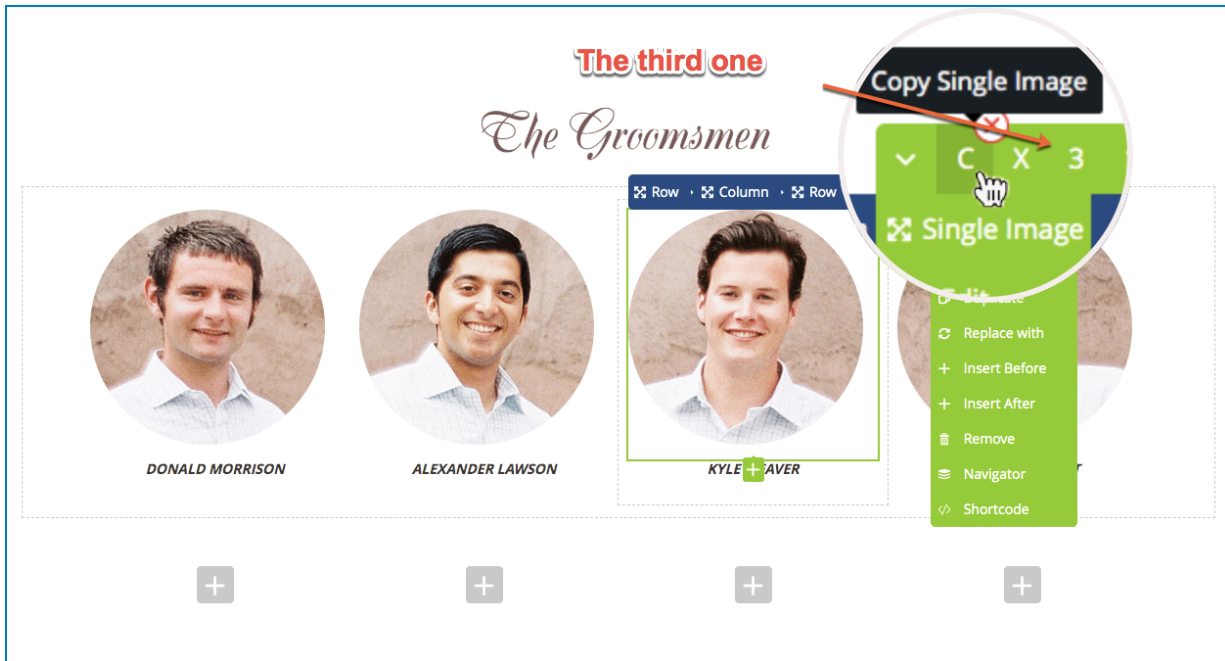 The third one
Copy Single Image
The Groomsmen
C X 3
Row Column Row
Single Image
Replace with
Insert Before
Insert After
Remove
Navigator
Shortcode
DONALD MORRISON
ALEXANDER LAWSON
KYLE